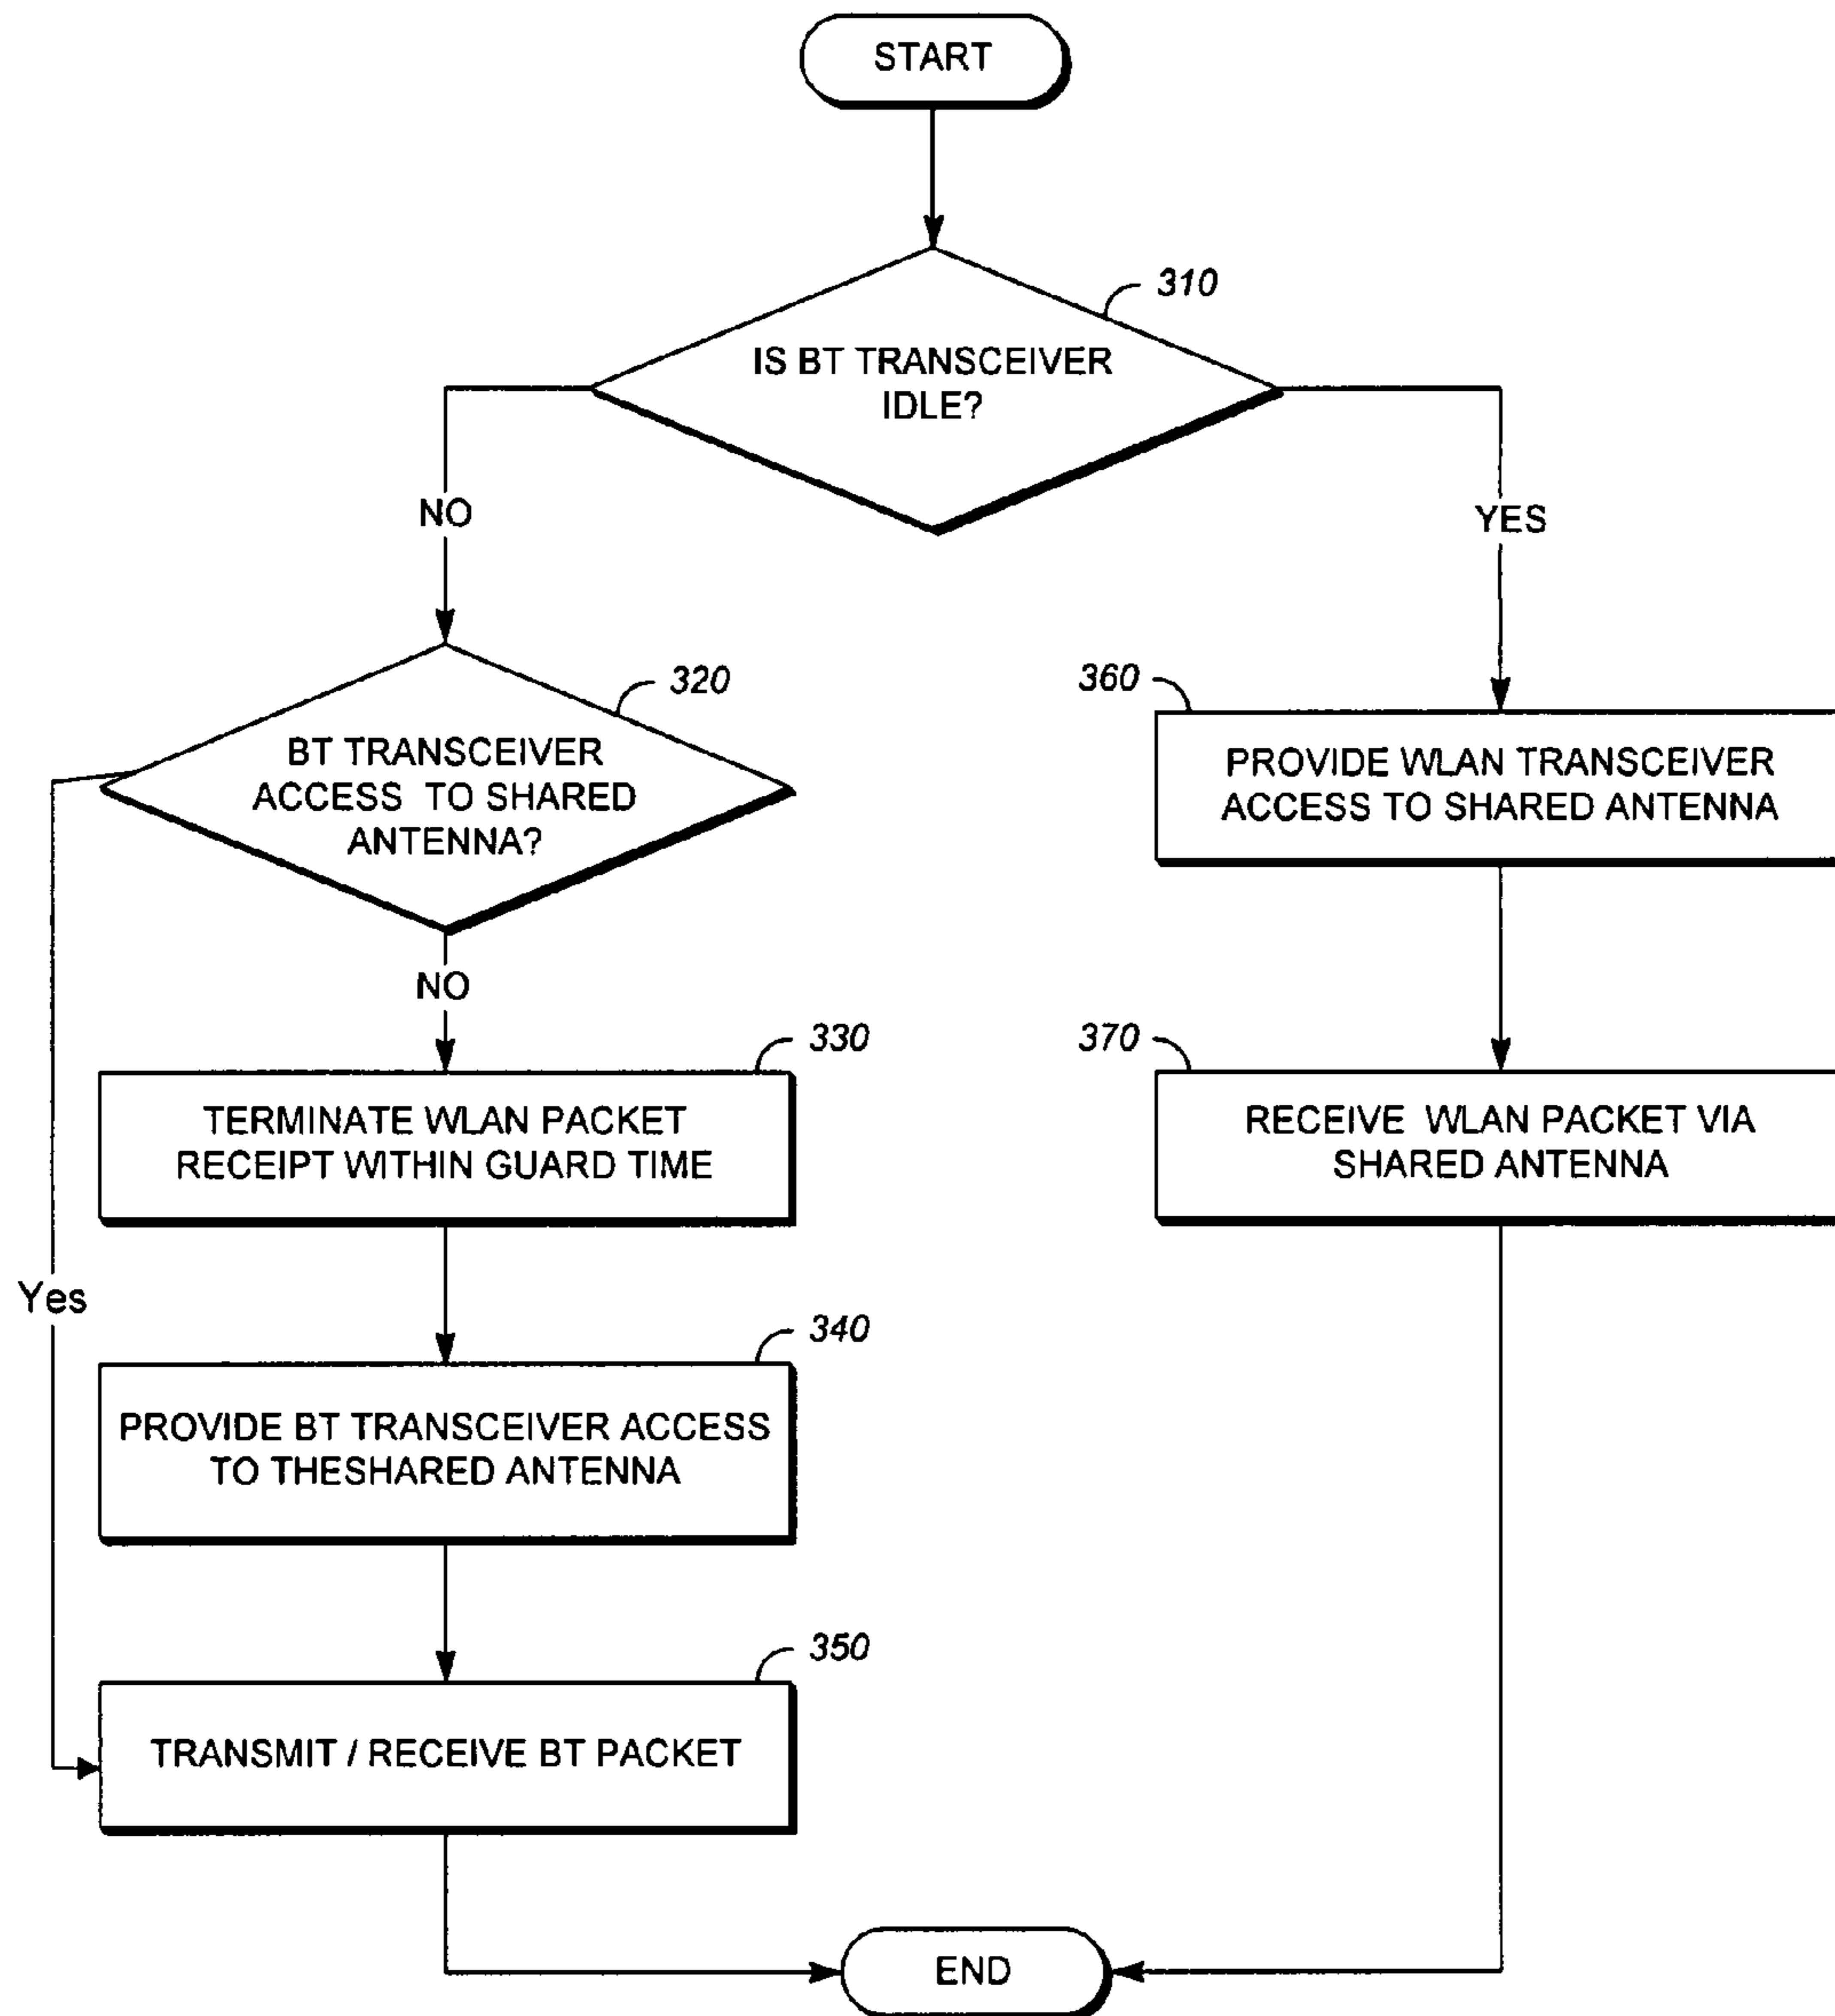 START
310
IS BT TRANSCEIVER
IDLE?
NO
YES
320
BT TRANSCEIVER
ACCESS TO SHARED
ANTENNA?
360
PROVIDE WLAN TRANSCEIVER
ACCESS TO SHARED ANTENNA
NO
330
TERMINATE WLAN PACKET
RECEIPT WITHIN GUARD TIME
370
RECEIVE WLAN PACKET VIA
SHARED ANTENNA
Yes
340
PROVIDE BT TRANSCEIVER ACCESS
TO THESHARED ANTENNA
350
TRANSMIT / RECEIVE BT PACKET
END